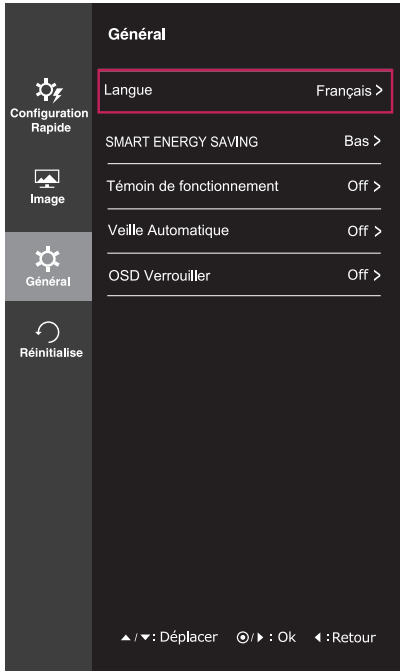 Général
Configuration
Rapide
Image
Général
Réinitialise
Langue Français >
SMART ENERGY SAVING Bas >
Témoin de fonctionnement Off >
Veille Automatique Off >
OSD Verrouiller Off >
▲/▼: Déplacer ◉/▶ : Ok ◀ :Retour